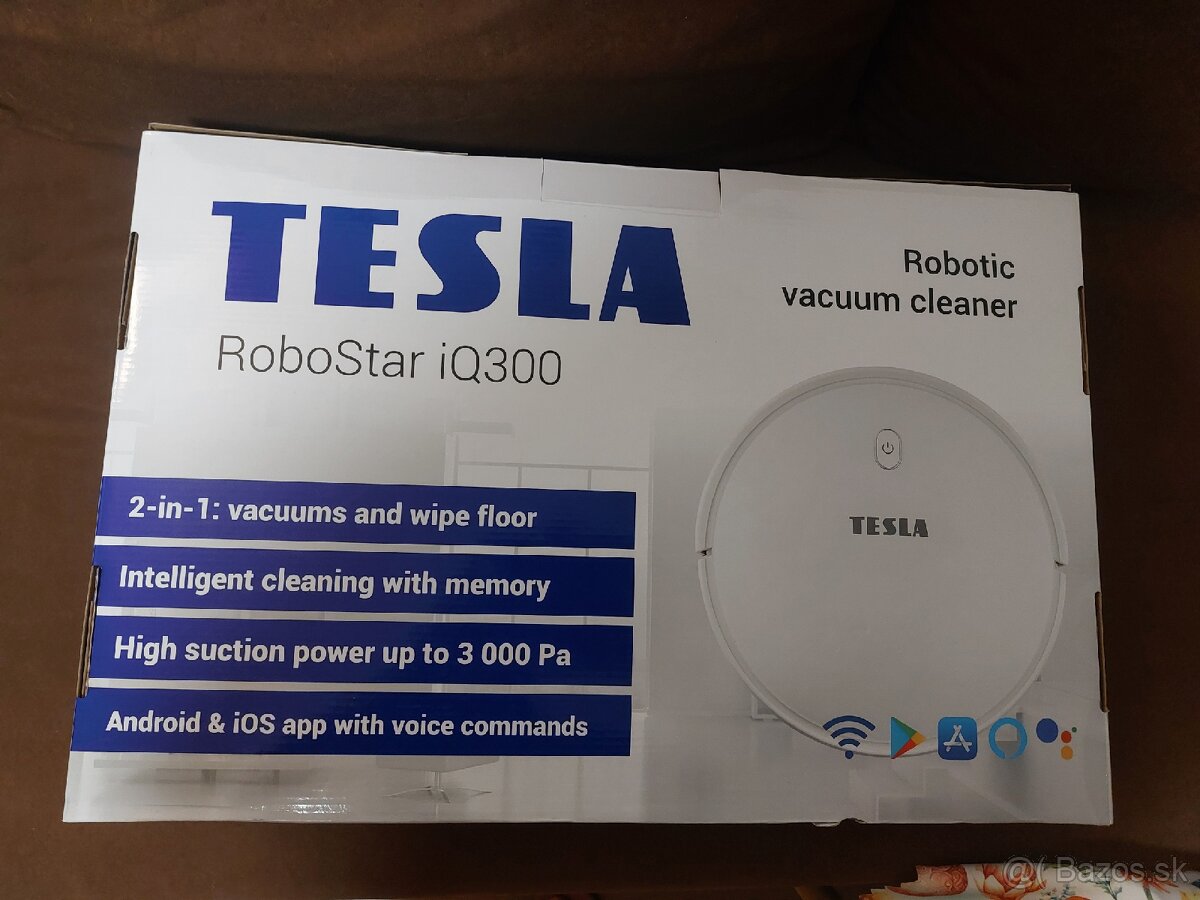 TESLA
RoboStar iQ300
Robotic
vacuum cleaner
TESLA
2-in-1: vacuums and wipe floor
Intelligent cleaning with memory
High suction power up to 3 000 Pa
Android & iOS app with voice commands
@( Bazos.sk